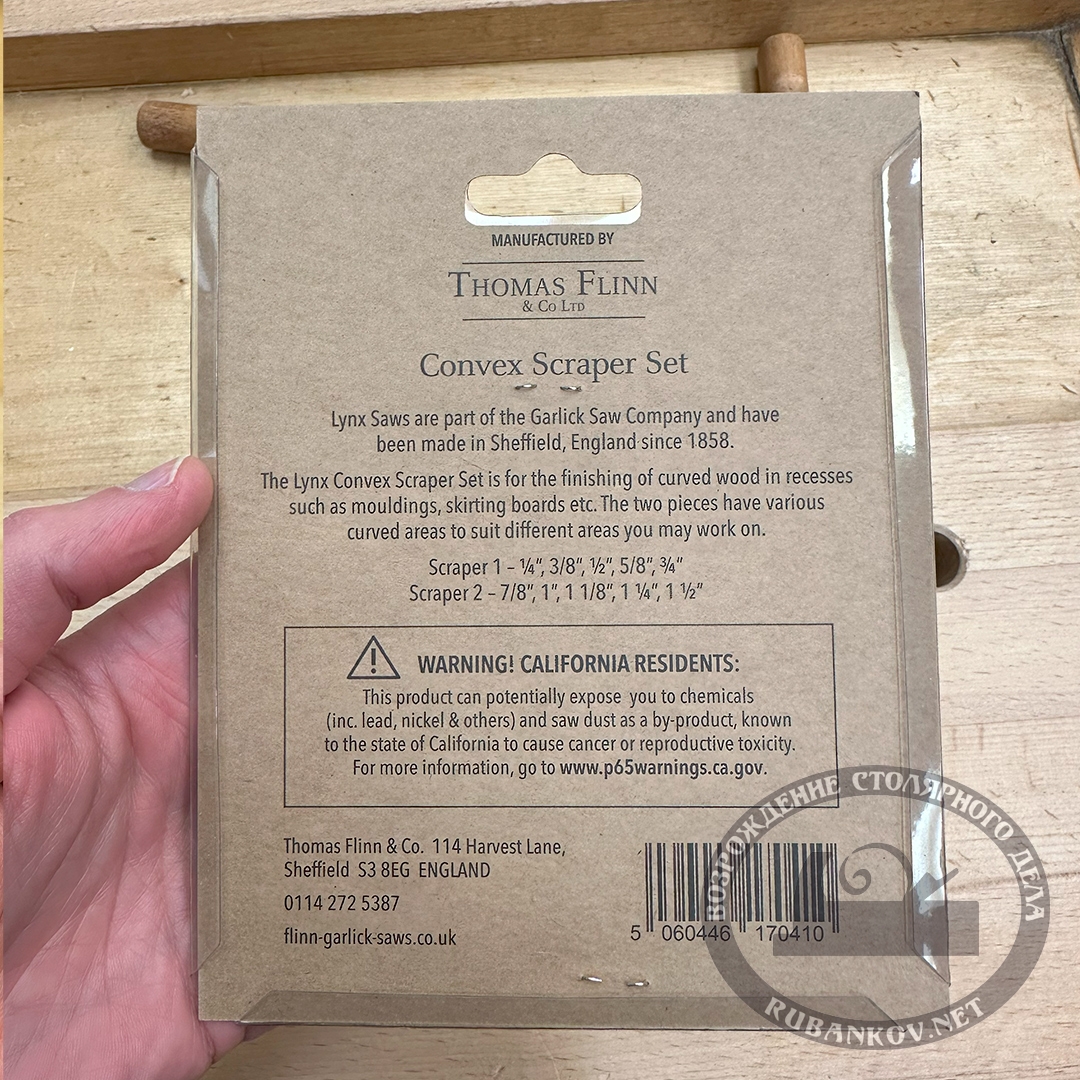 MANUFACTURED BY
THOMAS FLINN
& CO LTD
Convex Scraper Set
Lynx Saws are part of the Garlick Saw Company and have
been made in Sheffield, England since 1858.
The Lynx Convex Scraper Set is for the finishing of curved wood in recesses
such as mouldings, skirting boards etc. The two pieces have various
curved areas to suit different areas you may work on.
Scraper 1 – ¼”, 3/8”, ½”, 5/8”, ¾”
Scraper 2 – 7/8”, 1”, 1 1/8”, 1 ¼”, 1 ½”
WARNING! CALIFORNIA RESIDENTS:
This product can potentially expose you to chemicals
(inc. lead, nickel & others) and saw dust as a by-product, known
to the state of California to cause cancer or reproductive toxicity.
For more information, go to www.p65warnings.ca.gov.
Thomas Flinn & Co. 114 Harvest Lane,
Sheffield S3 8EG ENGLAND
0114 272 5387
flinn-garlick-saws.co.uk
5 060446 170410
ВОЗРОЖДЕНИЕ СТОЛЯРНОГО ДЕЛА
RUBANKOV.NET